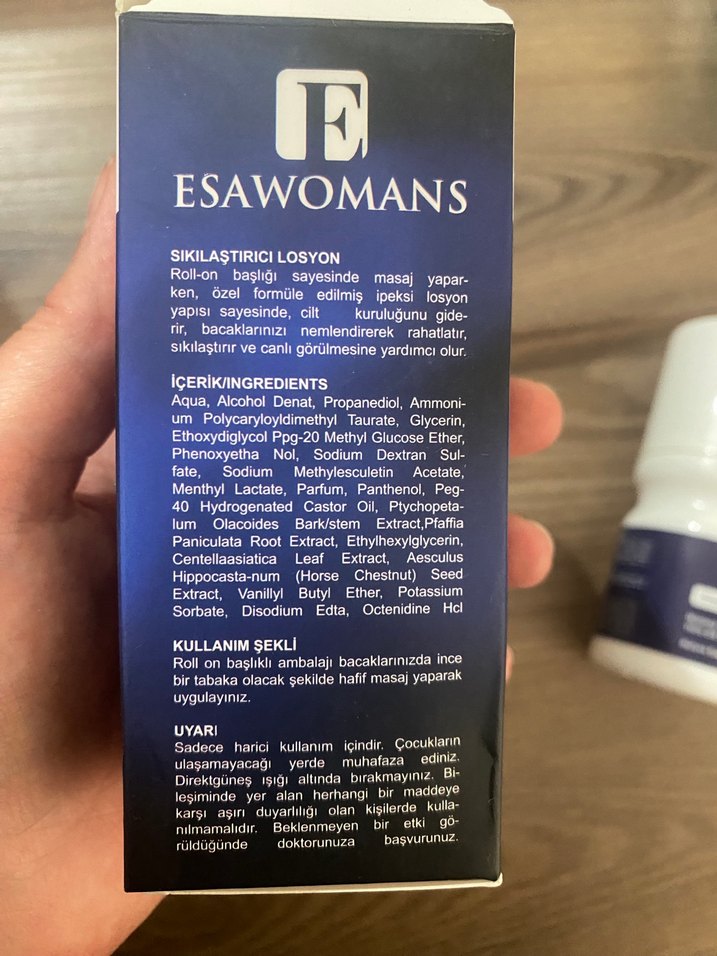 E
ESAWOMANS
SIKILAŞTIRICI LOSYON
Roll-on başlığı sayesinde masaj yapar-
ken, özel formüle edilmiş ipeksi losyon
yapısı sayesinde, cilt kuruluğunu gide-
rir, bacaklarınızı nemlendirerek rahatlatır,
sıkılaştırır ve canlı görülmesine yardımcı olur.
İÇERİK/INGREDIENTS
Aqua, Alcohol Denat, Propanediol, Ammoni-
um Polycaryloyldimethyl Taurate, Glycerin,
Ethoxydiglycol Ppg-20 Methyl Glucose Ether,
Phenoxyetha Nol, Sodium Dextran Sul-
fate, Sodium Methylesculetin Acetate,
Menthyl Lactate, Parfum, Panthenol, Peg-
40 Hydrogenated Castor Oil, Ptychopeta-
lum Olacoides Bark/stem Extract,Pfaffia
Paniculata Root Extract, Ethylhexylglycerin,
Centellaasiatica Leaf Extract, Aesculus
Hippocasta-num (Horse Chestnut) Seed
Extract, Vanillyl Butyl Ether, Potassium
Sorbate, Disodium Edta, Octenidine Hcl
KULLANIM ŞEKLİ
Roll on başlıklı ambalajı bacaklarınızda ince
bir tabaka olacak şekilde hafif masaj yaparak
uygulayınız.
UYARI
Sadece harici kullanım içindir. Çocukların
ulaşamayacağı yerde muhafaza ediniz.
Direktgüneş ışığı altında bırakmayınız. Bi-
leşiminde yer alan herhangi bir maddeye
karşı aşırı duyarlılığı olan kişilerde kulla-
nılmamalıdır. Beklenmeyen bir etki gö-
rüldüğünde doktorunuza başvurunuz.